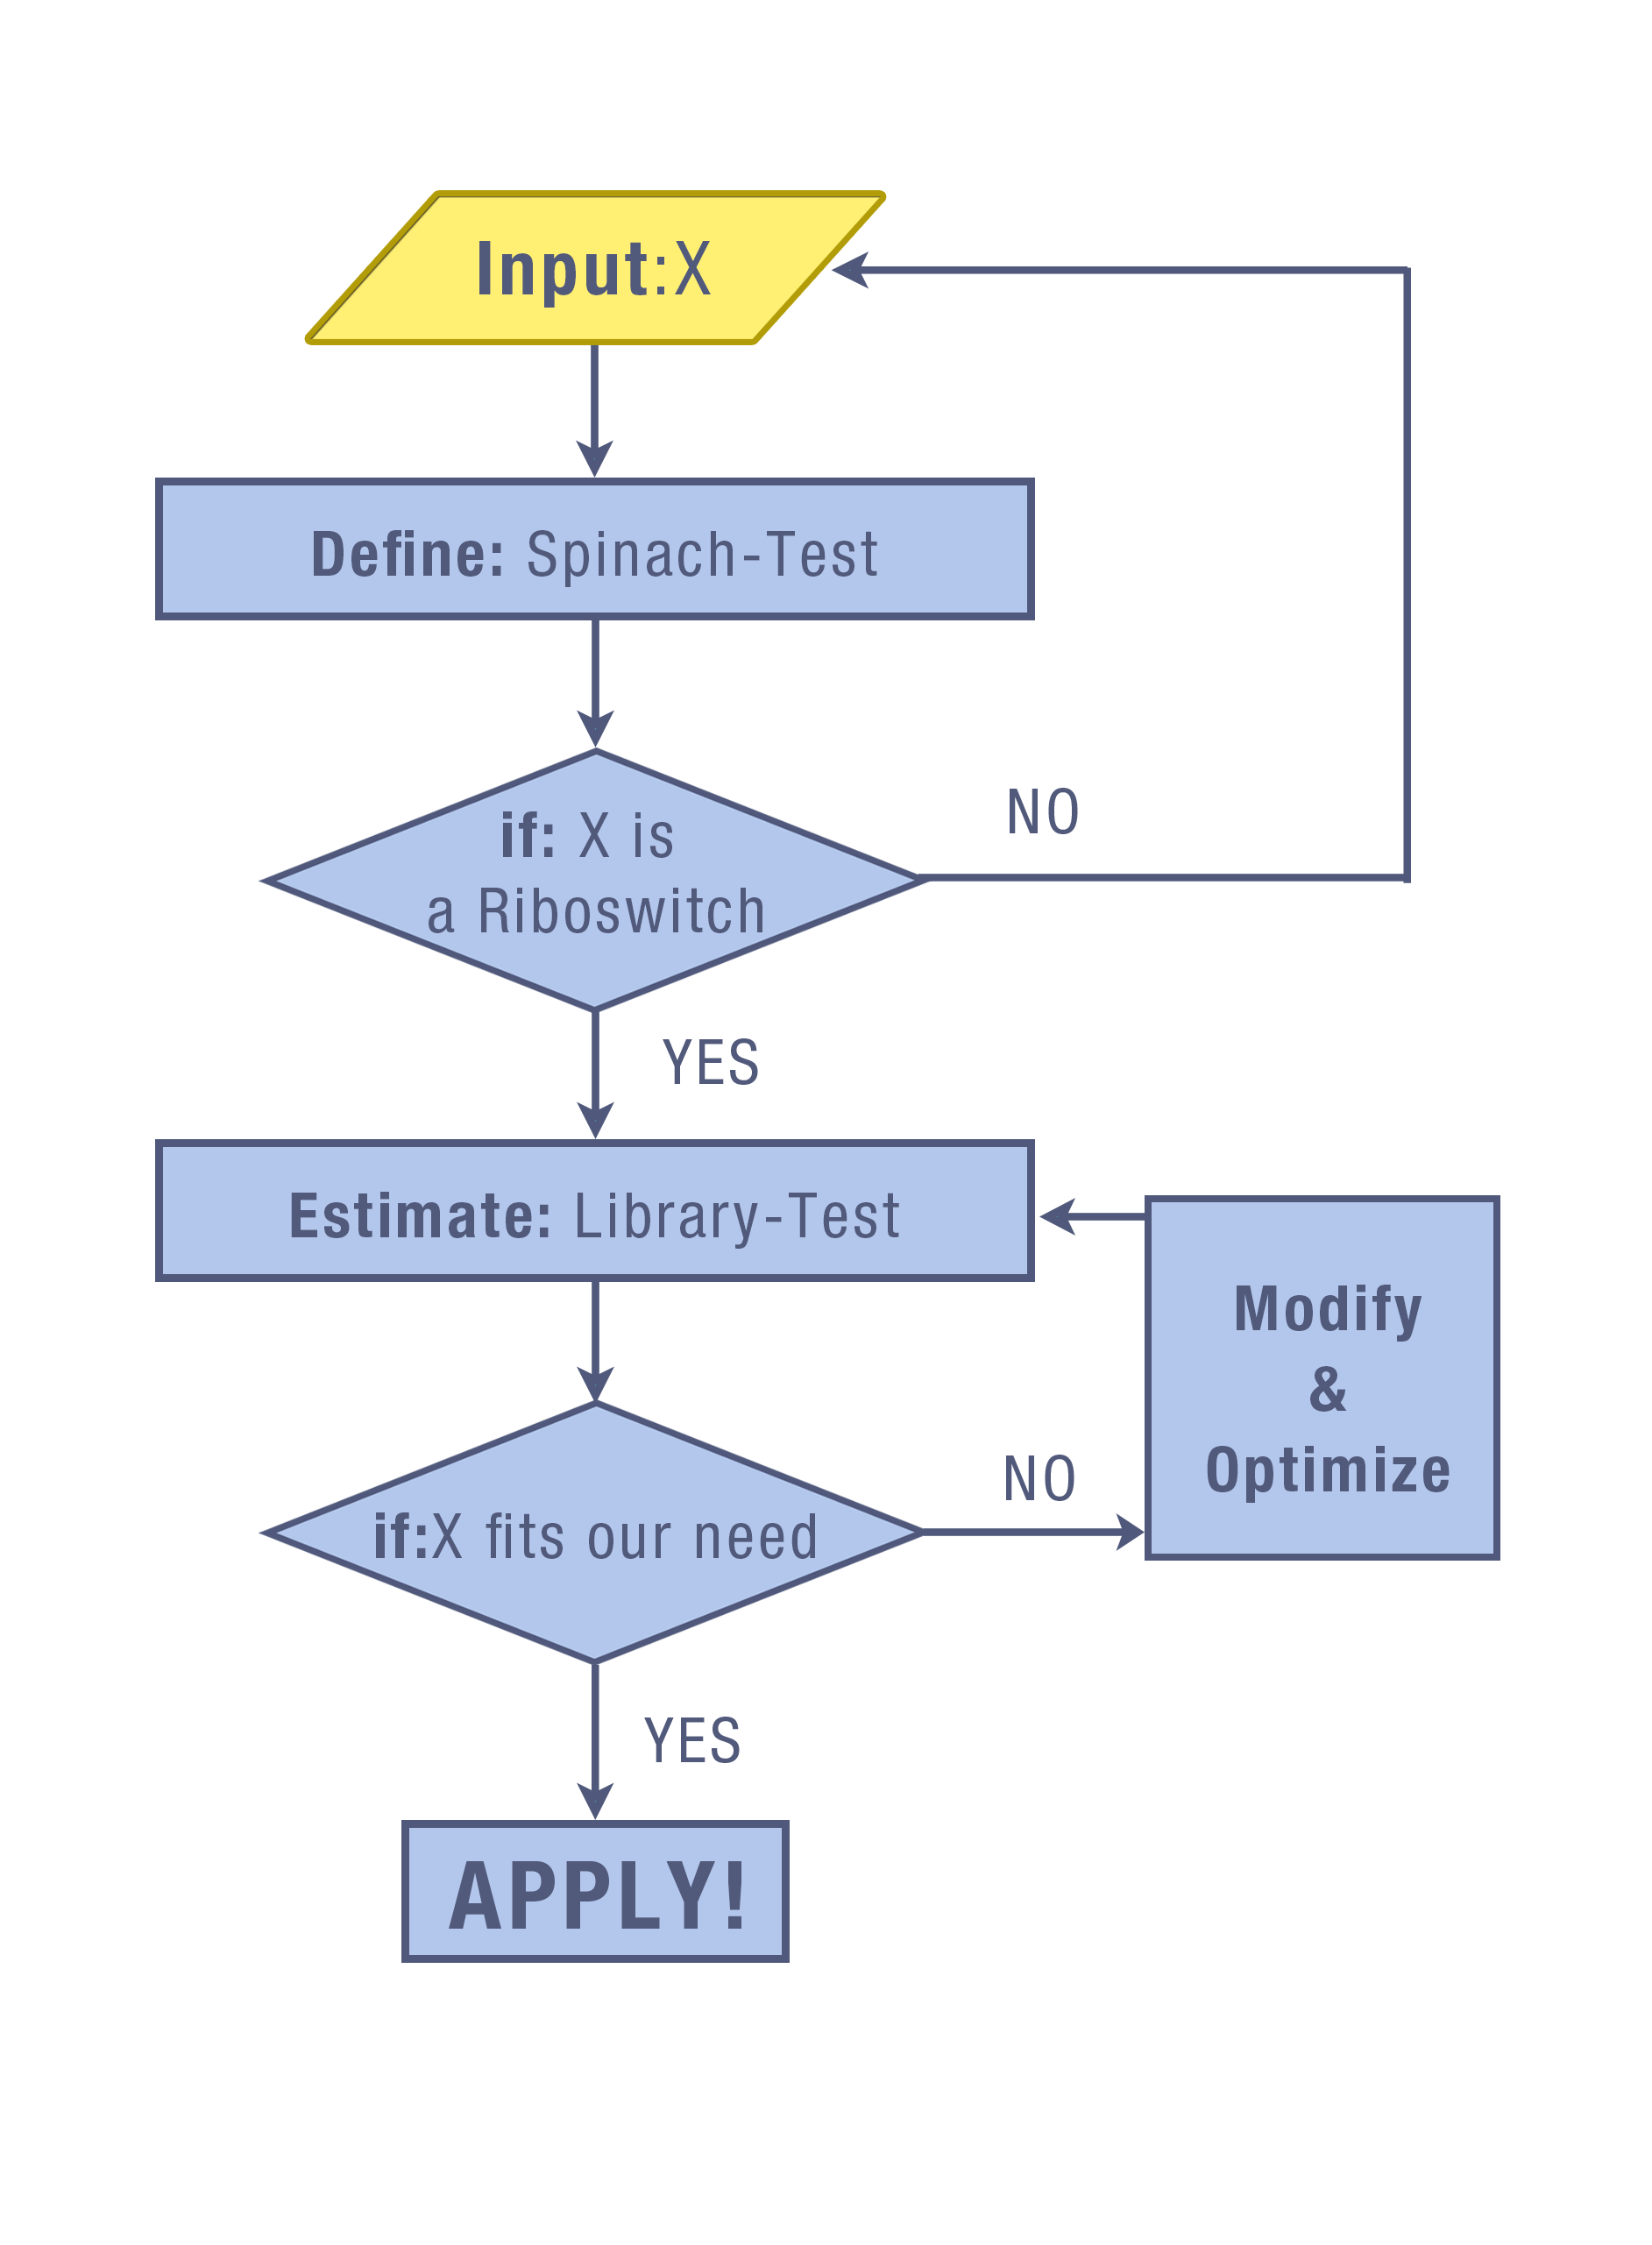 Input:X
Define: Spinach-Test
if: X is
a Riboswitch
NO
YES
Estimate: Library-Test
Modify
&
Optimize
if:X fits our need
NO
YES
APPLY!